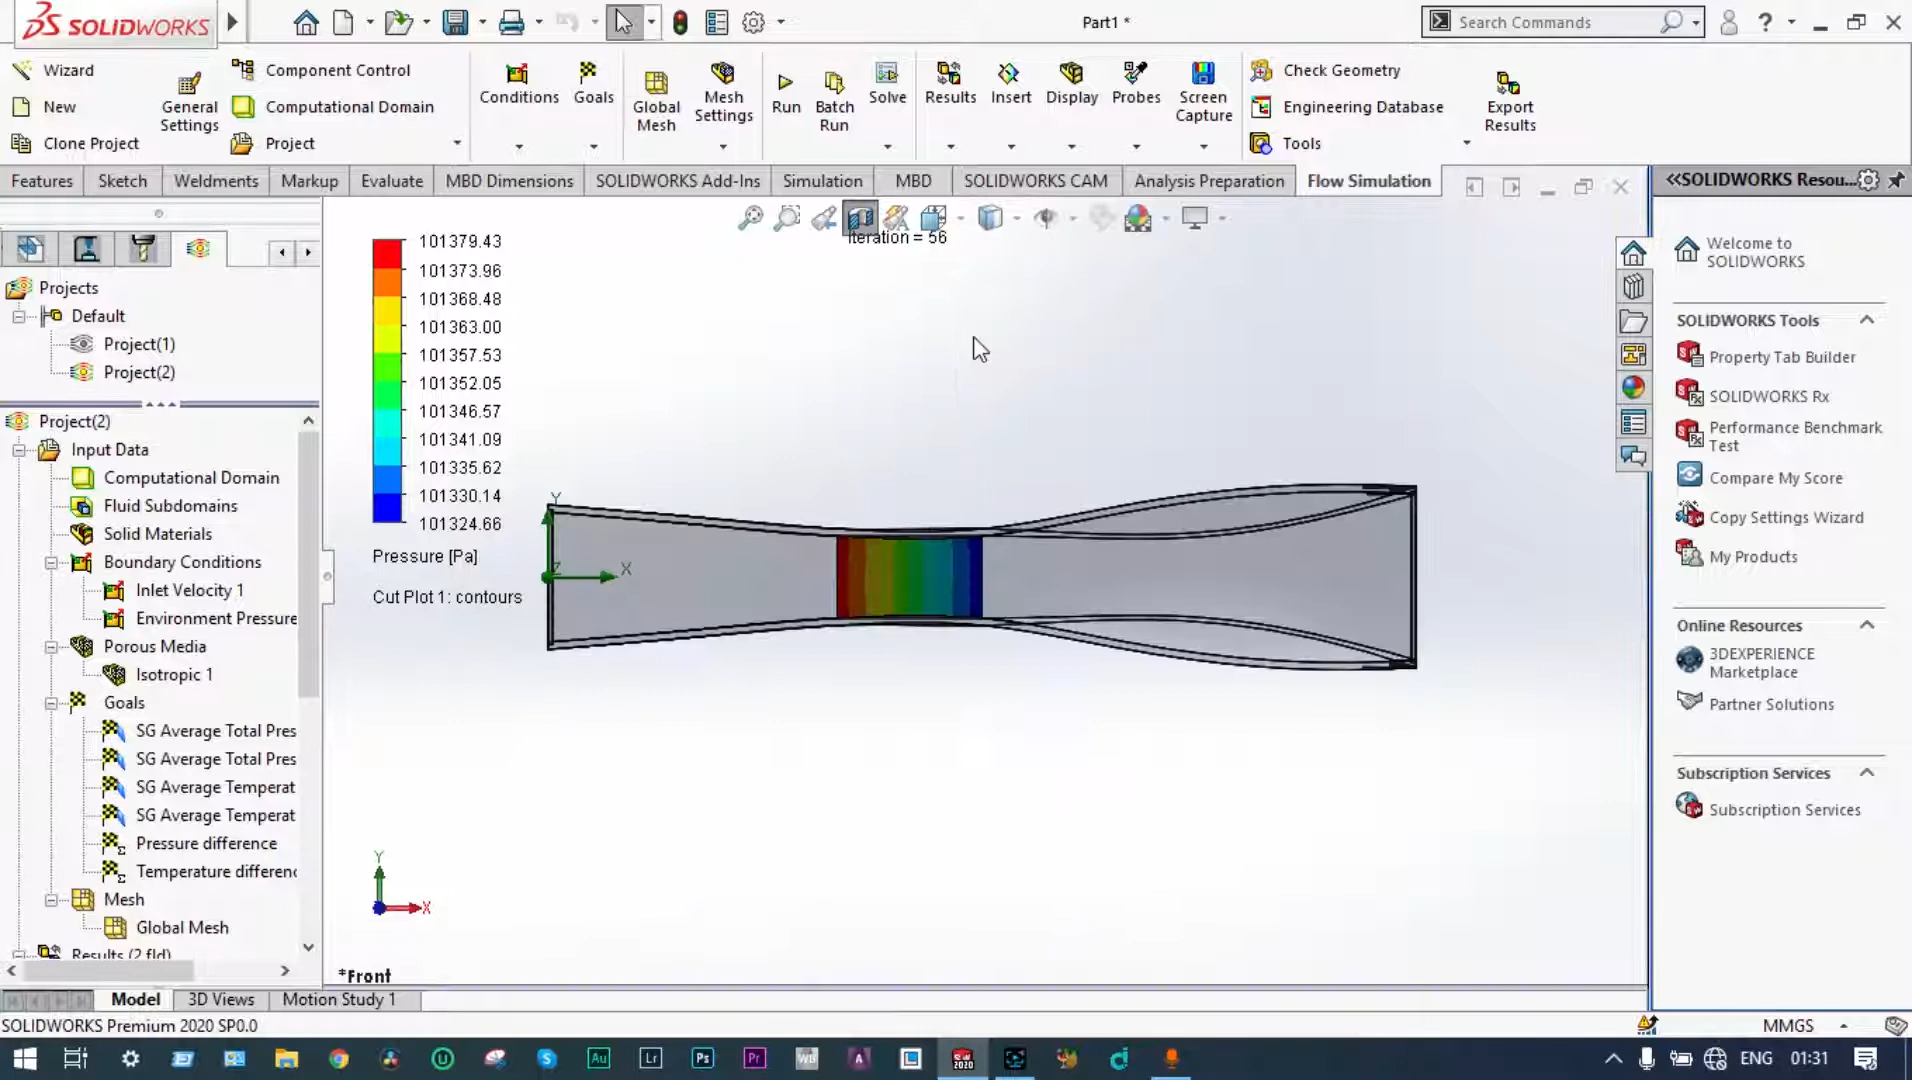 SOLIDWORKS
Part1 *
Search Commands
Wizard
New
Clone Project
General
Settings
Component Control
Computational Domain
Project
Conditions
Goals
Global
Mesh
Mesh
Settings
Run
Batch
Run
Solve
Results
Insert
Display
Probes
Screen
Capture
Check Geometry
Engineering Database
Tools
Export
Results
Features
Sketch
Weldments
Markup
Evaluate
MBD Dimensions
SOLIDWORKS Add-Ins
Simulation
MBD
SOLIDWORKS CAM
Analysis Preparation
Flow Simulation
Projects
Default
Project(1)
Project(2)
Project(2)
Input Data
Computational Domain
Fluid Subdomains
Solid Materials
Boundary Conditions
Inlet Velocity 1
Environment Pressure
Porous Media
Isotropic 1
Goals
SG Average Total Pres
SG Average Total Pres
SG Average Temperat
SG Average Temperat
Pressure difference
Temperature differenc
Mesh
Global Mesh
Results (2.fld)
Iteration = 56
101379.43
101373.96
101368.48
101363.00
101357.53
101352.05
101346.57
101341.09
101335.62
101330.14
101324.66
Pressure [Pa]
Cut Plot 1: contours
Y
Z
X
Y
X
*Front
«SOLIDWORKS Resou...
Welcome to
SOLIDWORKS
SOLIDWORKS Tools
Property Tab Builder
SOLIDWORKS Rx
Performance Benchmark
Test
Compare My Score
Copy Settings Wizard
My Products
Online Resources
3DEXPERIENCE
Marketplace
Partner Solutions
Subscription Services
Subscription Services
Model
3D Views
Motion Study 1
SOLIDWORKS Premium 2020 SP0.0
MMGS
Au
Lr
Ps
Pr
ENG
01:31